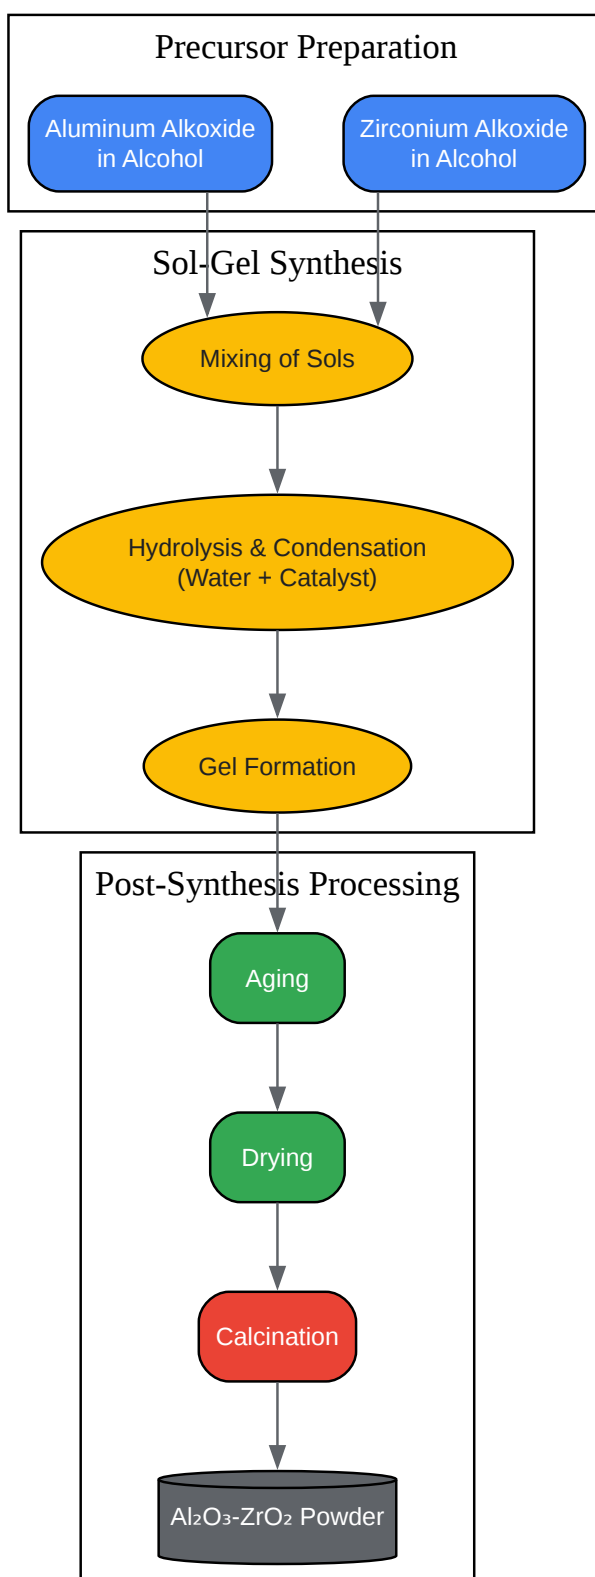 Precursor Preparation
Aluminum Alkoxide
in Alcohol
Zirconium Alkoxide
in Alcohol
Sol-Gel Synthesis
Mixing of Sols
Hydrolysis & Condensation
(Water + Catalyst)
Gel Formation
Post-Synthesis Processing
Aging
Drying
Calcination
Al₂O₃-ZrO₂ Powder